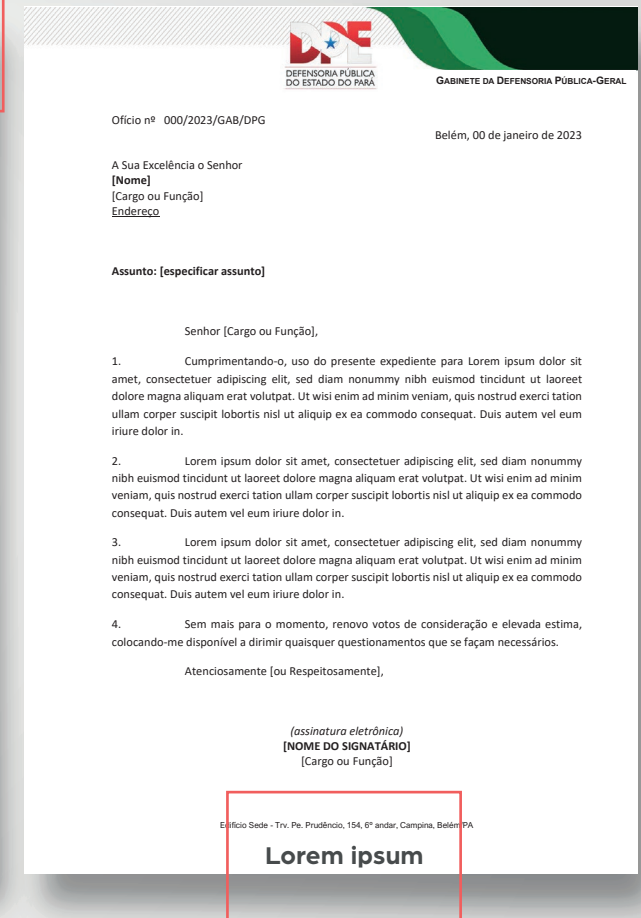 DPE
DEFENSORIA PÚBLICA
DO ESTADO DO PARÁ
GABINETE DA DEFENSORIA PÚBLICA-GERAL
Ofício nº 000/2023/GAB/DPG
Belém, 00 de janeiro de 2023
A Sua Excelência o Senhor
[Nome]
[Cargo ou Função]
Endereço
Assunto: [especificar assunto]
Senhor [Cargo ou Função],
1. Cumprimentando-o, uso do presente expediente para Lorem ipsum dolor sit
amet, consectetuer adipiscing elit, sed diam nonummy nibh euismod tincidunt ut laoreet
dolore magna aliquam erat volutpat. Ut wisi enim ad minim veniam, quis nostrud exerci tation
ullam corper suscipit lobortis nisl ut aliquip ex ea commodo consequat. Duis autem vel eum
iriure dolor in.
2. Lorem ipsum dolor sit amet, consectetuer adipiscing elit, sed diam nonummy
nibh euismod tincidunt ut laoreet dolore magna aliquam erat volutpat. Ut wisi enim ad minim
veniam, quis nostrud exerci tation ullam corper suscipit lobortis nisl ut aliquip ex ea commodo
consequat. Duis autem vel eum iriure dolor in.
3. Lorem ipsum dolor sit amet, consectetuer adipiscing elit, sed diam nonummy
nibh euismod tincidunt ut laoreet dolore magna aliquam erat volutpat. Ut wisi enim ad minim
veniam, quis nostrud exerci tation ullam corper suscipit lobortis nisl ut aliquip ex ea commodo
consequat. Duis autem vel eum iriure dolor in.
4. Sem mais para o momento, renovo votos de consideração e elevada estima,
colocando-me disponível a dirimir quaisquer questionamentos que se façam necessários.
Atenciosamente [ou Respeitosamente],
(assinatura eletrônica)
[NOME DO SIGNATÁRIO]
[Cargo ou Função]
Edifício Sede - Trv. Pe. Prudêncio, 154, 6º andar, Campina, Belém/PA
Lorem ipsum